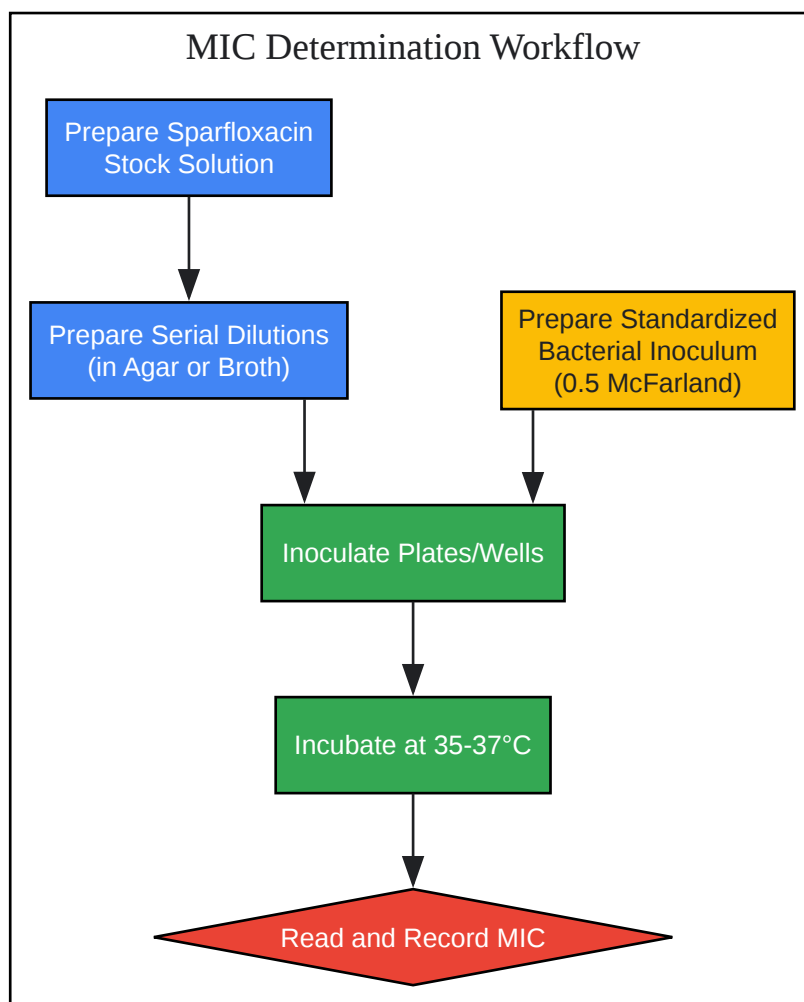 MIC Determination Workflow
Prepare Sparfloxacin
Stock Solution
Prepare Serial Dilutions
(in Agar or Broth)
Prepare Standardized
Bacterial Inoculum
(0.5 McFarland)
Inoculate Plates/Wells
Incubate at 35-37°C
Read and Record MIC